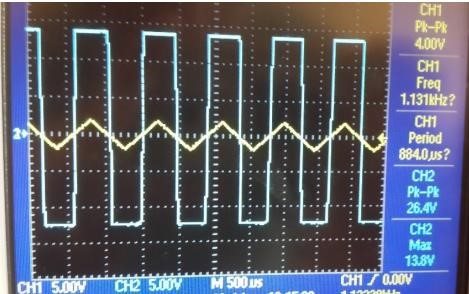 CH1
Pk-Pk
4.00V
CH1
Freq
1.131kHz?
CH1
Period
884.0µs?
CH2
Pk-Pk
26.4V
CH2
Max
13.8V
2
CH1 5.00V CH2 5.00V M 500us CH1 / 0.00V